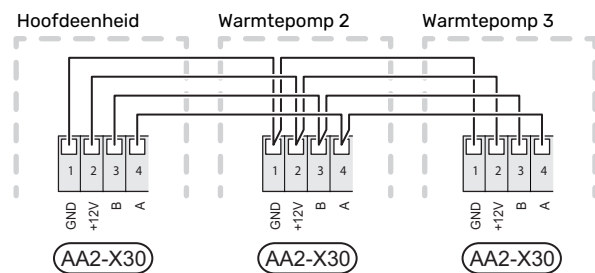 Hoofdeenheid Warmtepomp 2 Warmtepomp 3
1 2 3 4 1 2 3 4 1 2 3 4
GND +12V B A GND +12V B A GND +12V B A
AA2-X30 AA2-X30 AA2-X30